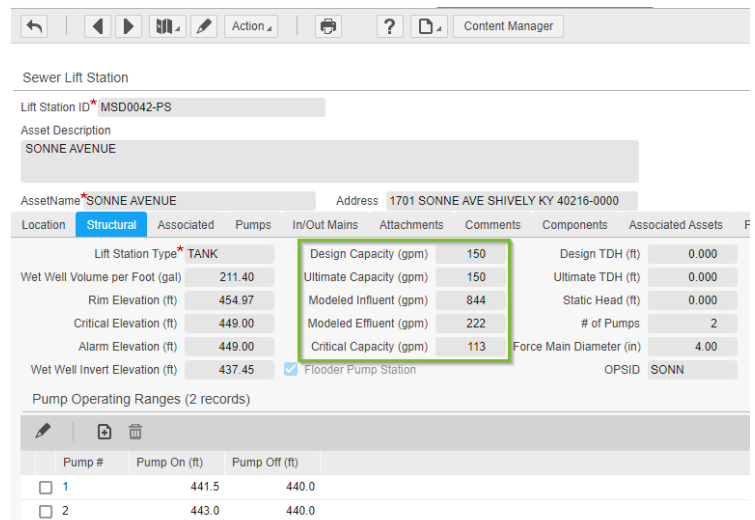 Action
?
Content Manager
Sewer Lift Station
Lift Station ID* MSD0042-PS
Asset Description
SONNE AVENUE
AssetName* SONNE AVENUE Address 1701 SONNE AVE SHIVELY KY 40216-0000
Location Structural Associated Pumps In/Out Mains Attachments Comments Components Associated Assets F
Lift Station Type* TANK Design Capacity (gpm) 150 Design TDH (ft) 0.000
Wet Well Volume per Foot (gal) 211.40 Ultimate Capacity (gpm) 150 Ultimate TDH (ft) 0.000
Rim Elevation (ft) 454.97 Modeled Influent (gpm) 844 Static Head (ft) 0.000
Critical Elevation (ft) 449.00 Modeled Effluent (gpm) 222 # of Pumps 2
Alarm Elevation (ft) 449.00 Critical Capacity (gpm) 113 Force Main Diameter (in) 4.00
Wet Well Invert Elevation (ft) 437.45 Flooder Pump Station OPSID SONN
Pump Operating Ranges (2 records)
Pump # Pump On (ft) Pump Off (ft)
1 441.5 440.0
2 443.0 440.0